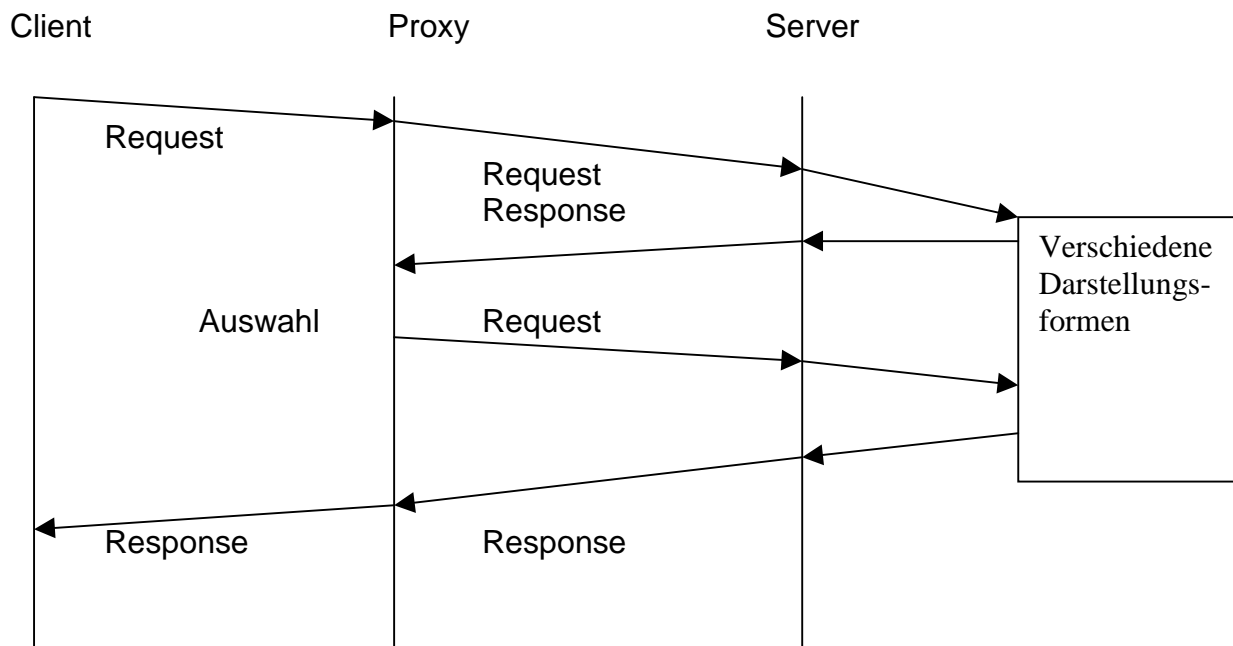 Client Proxy Server
Request
Request
Response
Verschiedene
Darstellungs-
formen
Auswahl Request
Response Response